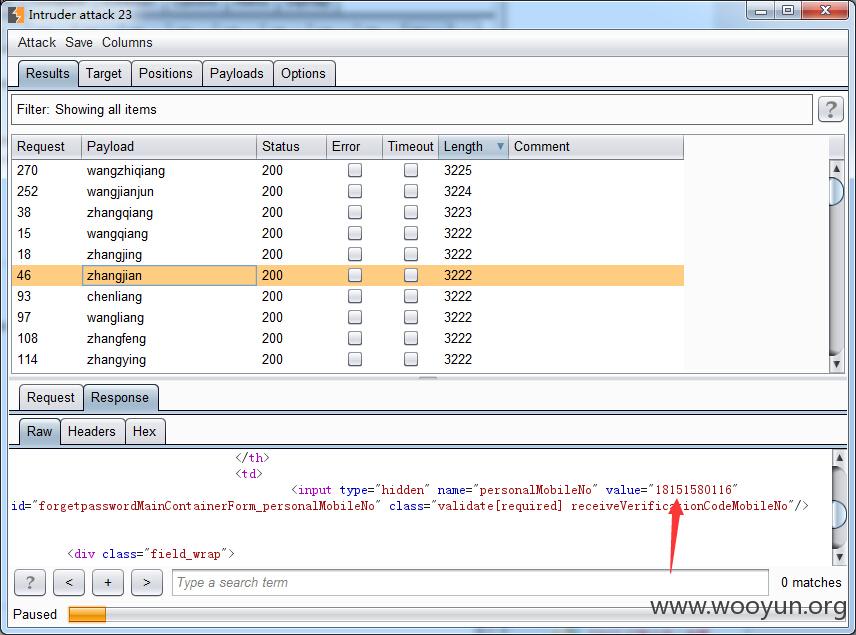 Intruder attack 23
Attack Save Columns
Results Target Positions Payloads Options
Filter: Showing all items
?
Request Payload Status Error Timeout Length Comment
270 wangzhiqiang 200 3225
252 wangjianjun 200 3224
38 zhangqiang 200 3223
15 wangqiang 200 3222
18 zhangjing 200 3222
46 zhangjian 200 3222
93 chenliang 200 3222
97 wangliang 200 3222
108 zhangfeng 200 3222
114 zhangying 200 3222
Request Response
Raw Headers Hex
</th>
<td>
<input type="hidden" name="personalMobileNo" value="18151580116"
id="forgetpasswordMainContainerForm_personalMobileNo" class="validate[required] receiveVerificationCodeMobileNo"/>
<div class="field_wrap">
? < + > Type a search term 0 matches
Paused
www.wooyun.org